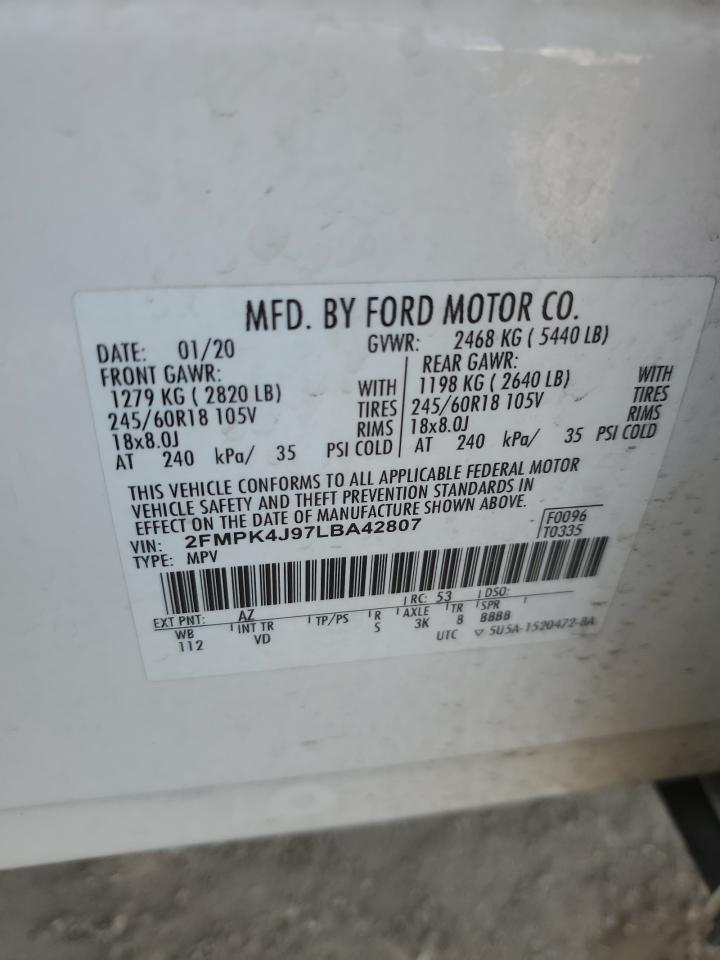 MFD. BY FORD MOTOR CO.
DATE: 01/20 GVWR: 2468 KG ( 5440 LB)
FRONT GAWR: REAR GAWR:
1279 KG ( 2820 LB) WITH 1198 KG ( 2640 LB) WITH
245/60R18 105V TIRES 245/60R18 105V TIRES
18x8.0J RIMS 18x8.0J RIMS
AT 240 kPa/ 35 PSI COLD AT 240 kPa/ 35 PSI COLD
THIS VEHICLE CONFORMS TO ALL APPLICABLE FEDERAL MOTOR
VEHICLE SAFETY AND THEFT PREVENTION STANDARDS IN
EFFECT ON THE DATE OF MANUFACTURE SHOWN ABOVE.
VIN: 2FMPK4J97LBA42807 F0096
TYPE: MPV T0335
EXT PNT: AZ RC: 53 DSO:
WB INT TR TP/PS R AXLE TR SPR
112 VD S 3K 8 BBBB
UTC ▽ 5U5A-1520472-BA